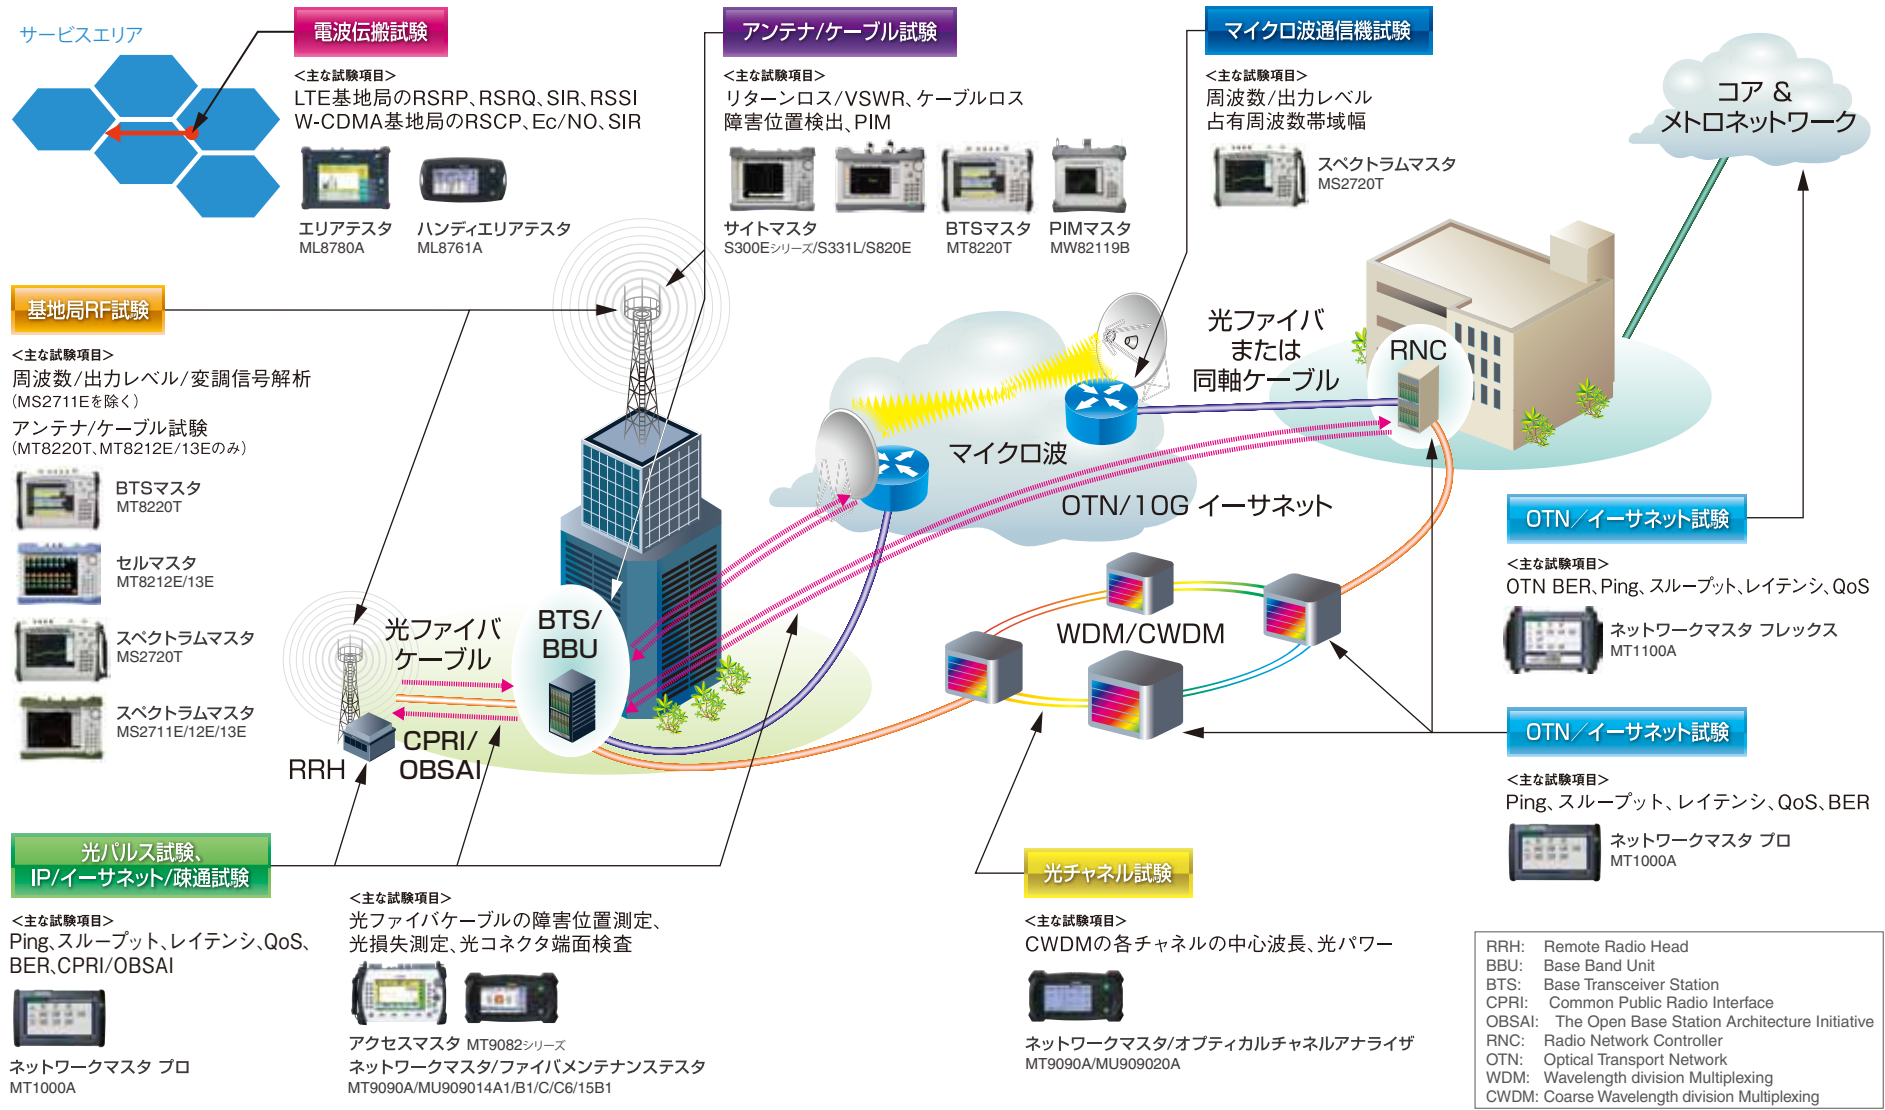 サービスエリア
電波伝搬試験
<主な試験項目>
LTE基地局のRSRP、RSRQ、SIR、RSSI
W-CDMA基地局のRSCP、Ec/NO、SIR
エリアテスタ
ML8780A
ハンディエリアテスタ
ML8761A
アンテナ/ケーブル試験
<主な試験項目>
リターンロス/VSWR、ケーブルロス
障害位置検出、PIM
サイトマスタ
S300Eシリーズ/S331L/S820E
BTSマスタ
MT8220T
PIMマスタ
MW82119B
マイクロ波通信機試験
<主な試験項目>
周波数/出力レベル
占有周波数帯域幅
スペクトラムマスタ
MS2720T
コア &
メトロネットワーク
基地局RF試験
<主な試験項目>
周波数/出力レベル/変調信号解析
(MS2711Eを除く)
アンテナ/ケーブル試験
(MT8220T、MT8212E/13Eのみ)
BTSマスタ
MT8220T
セルマスタ
MT8212E/13E
スペクトラムマスタ
MS2720T
スペクトラムマスタ
MS2711E/12E/13E
光ファイバ
または
同軸ケーブル
RNC
マイクロ波
OTN/10G イーサネット
光ファイバ
ケーブル
BTS/
BBU
WDM/CWDM
CPRI/
OBSAI
RRH
OTN／イーサネット試験
<主な試験項目>
OTN BER、Ping、スループット、レイテンシ、QoS
ネットワークマスタ フレックス
MT1100A
OTN／イーサネット試験
<主な試験項目>
Ping、スループット、レイテンシ、QoS、BER
ネットワークマスタ プロ
MT1000A
光パルス試験、
IP/イーサネット/疎通試験
<主な試験項目>
Ping、スループット、レイテンシ、QoS、
BER、CPRI/OBSAI
ネットワークマスタ プロ
MT1000A
<主な試験項目>
光ファイバケーブルの障害位置測定、
光損失測定、光コネクタ端面検査
アクセスマスタ MT9082シリーズ
ネットワークマスタ/ファイバメンテナンステスタ
MT9090A/MU909014A1/B1/C/C6/15B1
光チャネル試験
<主な試験項目>
CWDMの各チャネルの中心波長、光パワー
ネットワークマスタ/オプティカルチャネルアナライザ
MT9090A/MU909020A
RRH: Remote Radio Head
BBU: Base Band Unit
BTS: Base Transceiver Station
CPRI: Common Public Radio Interface
OBSAI: The Open Base Station Architecture Initiative
RNC: Radio Network Controller
OTN: Optical Transport Network
WDM: Wavelength division Multiplexing
CWDM: Coarse Wavelength division Multiplexing